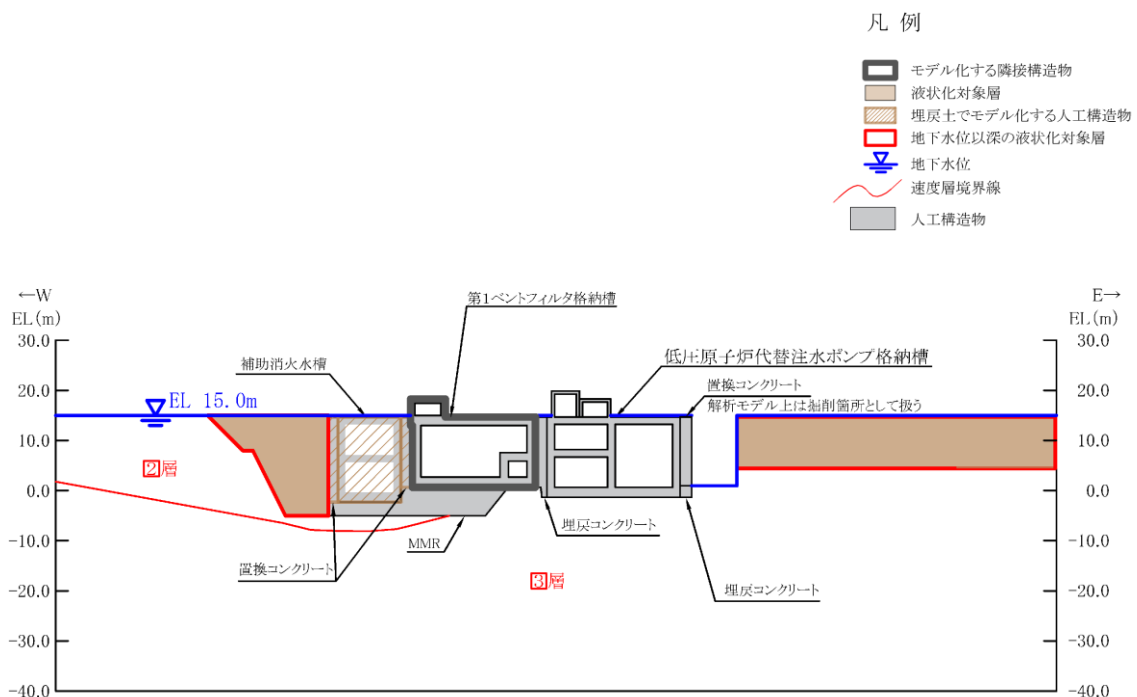 凡 例
モデル化する隣接構造物
液状化対象層
埋戻土でモデル化する人工構造物
地下水位以深の液状化対象層
地下水位
速度層境界線
人工構造物
←W
EL(m)
E→
EL(m)
第1ベントフィルタ格納槽
補助消火水槽
低圧原子炉代替注水ポンプ格納槽
置換コンクリート
解析モデル上は掘削箇所として扱う
EL 15.0m
30.0
20.0
10.0
0.0
-10.0
-20.0
-30.0
-40.0
30.0
20.0
10.0
0.0
-10.0
-20.0
-30.0
-40.0
②層
埋戻コンクリート
MMR
置換コンクリート
③層
埋戻コンクリート